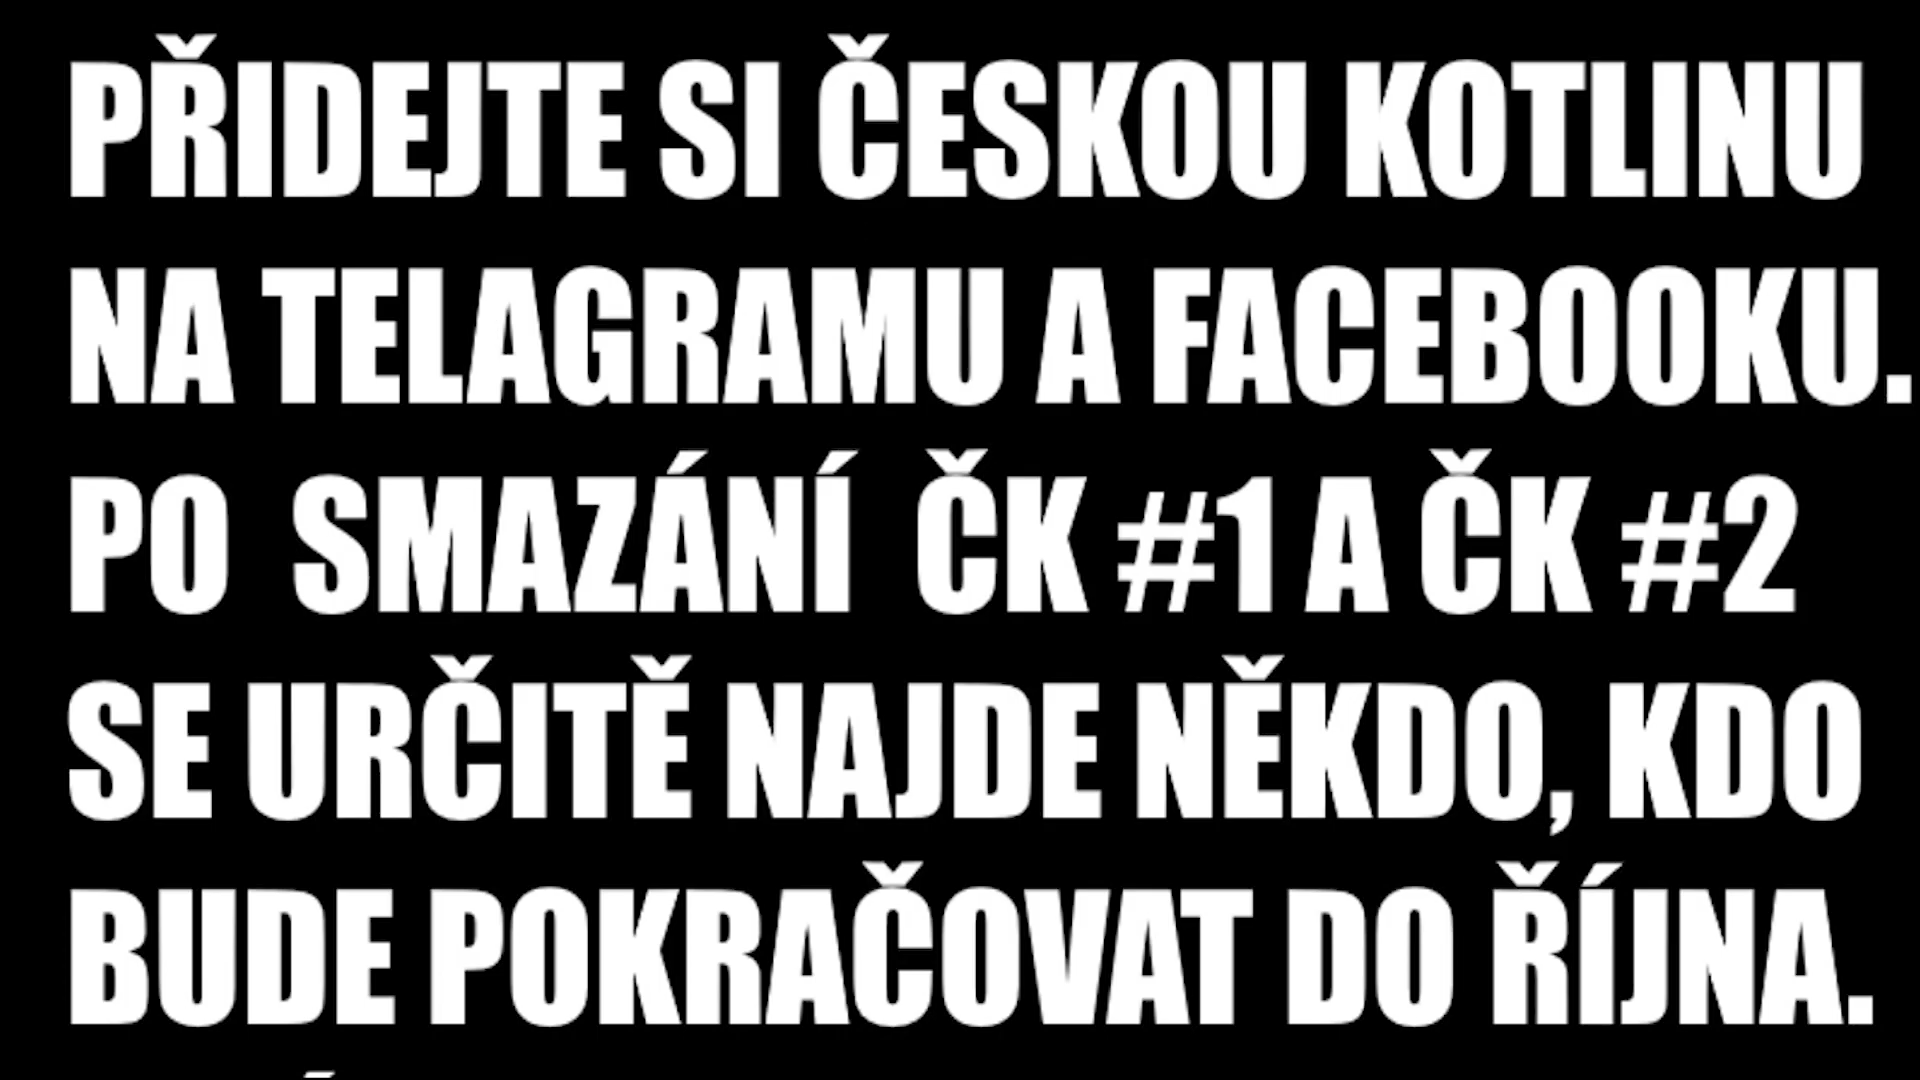 PŘIDEJTE SI ČESKOU KOTLINU
NA TELAGRAMU A FACEBOOKU.
PO SMAZÁNÍ ČK #1 A ČK #2
SE URČITĚ NAJDE NĚKDO, KDO
BUDE POKRAČOVAT DO ŘÍJNA.